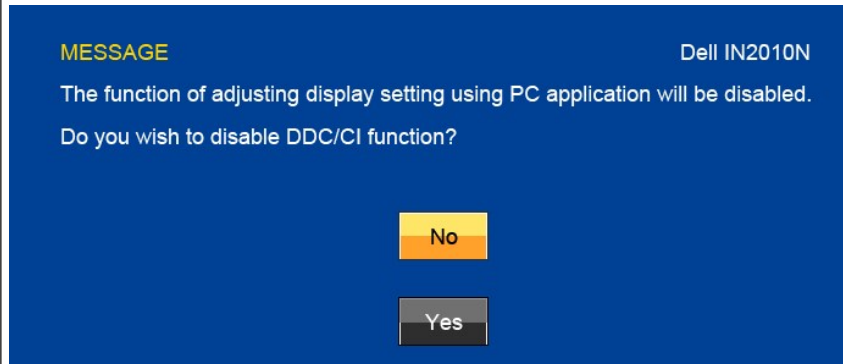 MESSAGE Dell IN2010N
The function of adjusting display setting using PC application will be disabled.
Do you wish to disable DDC/CI function?
No
Yes